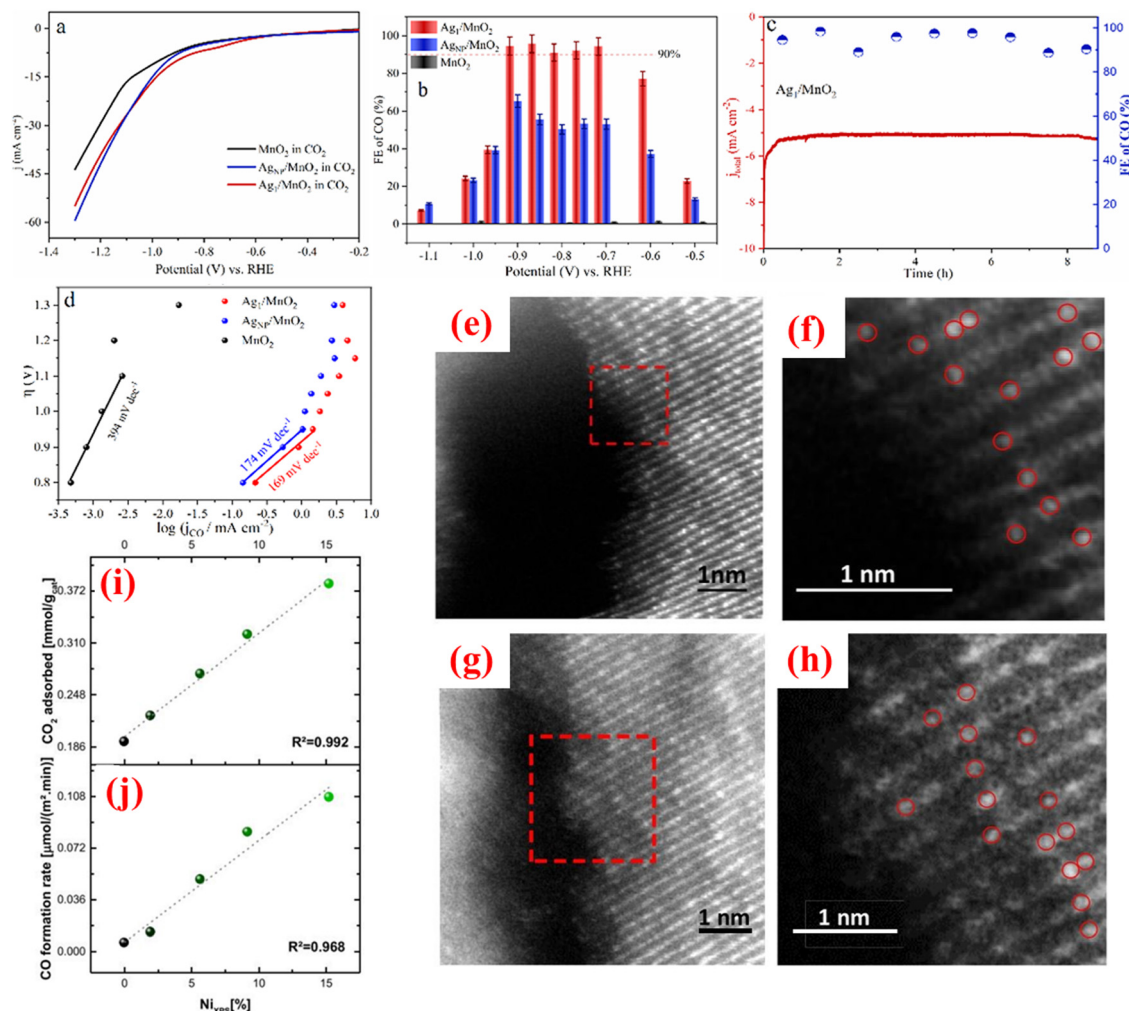 a
0
-15
-30
-45
-60
j (mA cm⁻²)
MnO₂ in CO₂
Ag_NP/MnO₂ in CO₂
Ag₁/MnO₂ in CO₂
-1.4
-1.2
-1.0
-0.8
-0.6
-0.4
-0.2
Potential (V) vs. RHE
b
Ag₁/MnO₂
Ag_NP/MnO₂
MnO₂
90%
100
80
60
40
20
0
FE of CO (%)
-1.1
-1.0
-0.9
-0.8
-0.7
-0.6
-0.5
Potential (V) vs. RHE
c
0
-2
-4
-6
-8
-10
j_total (mA cm⁻²)
Ag₁/MnO₂
100
80
60
40
20
0
FE of CO (%)
0
2
4
6
8
Time (h)
d
1.3
1.2
1.1
1.0
0.9
0.8
η (V)
Ag₁/MnO₂
Ag_NP/MnO₂
MnO₂
394 mV dec⁻¹
174 mV dec⁻¹
169 mV dec⁻¹
-3.5
-3.0
-2.5
-2.0
-1.5
-1.0
-0.5
0.0
0.5
1.0
log (j_CO / mA cm⁻²)
(e)
1nm
(f)
1 nm
(g)
1 nm
(h)
1 nm
0
5
10
15
(i)
0.372
0.310
0.248
0.186
CO₂ adsorbed [mmol/g_cat]
R²=0.992
(j)
0.108
0.072
0.036
0.000
CO formation rate [μmol/(m².min)]
R²=0.968
0
5
10
15
Ni_XPS[%]